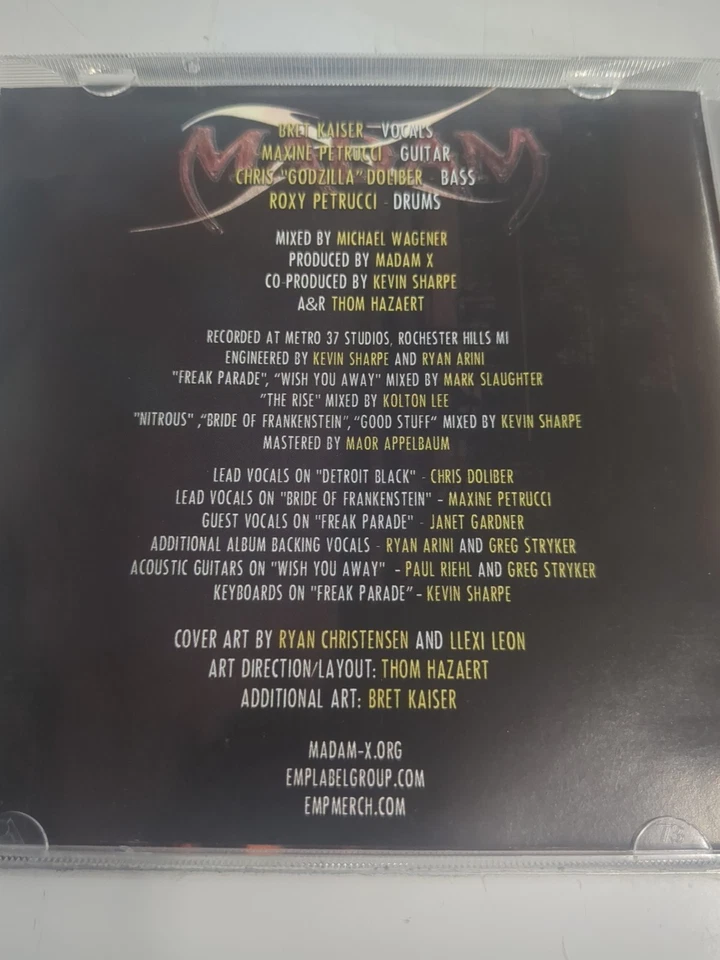 MADAM X
BRET KAISER - VOCALS
MAXINE PETRUCCI - GUITAR
CHRIS "GODZILLA" DOLIBER - BASS
ROXY PETRUCCI - DRUMS
MIXED BY MICHAEL WAGENER
PRODUCED BY MADAM X
CO-PRODUCED BY KEVIN SHARPE
A&R THOM HAZAERT
RECORDED AT METRO 37 STUDIOS, ROCHESTER HILLS MI
ENGINEERED BY KEVIN SHARPE AND RYAN ARINI
"FREAK PARADE", "WISH YOU AWAY" MIXED BY MARK SLAUGHTER
"THE RISE" MIXED BY KOLTON LEE
"NITROUS" ,"BRIDE OF FRANKENSTEIN", "GOOD STUFF" MIXED BY KEVIN SHARPE
MASTERED BY MAOR APPELBAUM
LEAD VOCALS ON "DETROIT BLACK" - CHRIS DOLIBER
LEAD VOCALS ON "BRIDE OF FRANKENSTEIN" - MAXINE PETRUCCI
GUEST VOCALS ON "FREAK PARADE" - JANET GARDNER
ADDITIONAL ALBUM BACKING VOCALS - RYAN ARINI AND GREG STRYKER
ACOUSTIC GUITARS ON "WISH YOU AWAY" - PAUL RIEHL AND GREG STRYKER
KEYBOARDS ON "FREAK PARADE" - KEVIN SHARPE
COVER ART BY RYAN CHRISTENSEN AND LLEXI LEON
ART DIRECTION/LAYOUT: THOM HAZAERT
ADDITIONAL ART: BRET KAISER
MADAM-X.ORG
EMPLABELGROUP.COM
EMPMERCH.COM